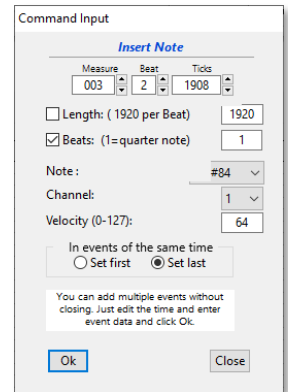 Command Input
Insert Note
Measure Beat Ticks
003 2 1908
Length: ( 1920 per Beat) 1920
Beats: (1=quarter note) 1
Note : #84
Channel: 1
Velocity (0-127): 64
In events of the same time
Set first Set last
You can add multiple events without
closing. Just edit the time and enter
event data and click Ok.
Ok Close